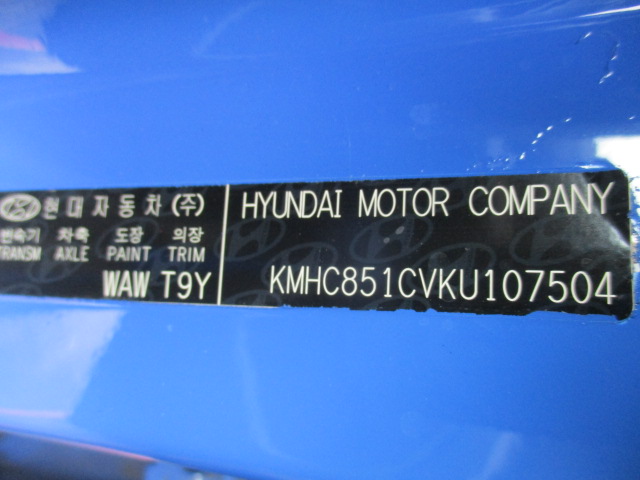 현대자동차(주)
변속기 차축 도장 의장
TRANSM AXLE PAINT TRIM
WAW T9Y
HYUNDAI MOTOR COMPANY
KMHC851CVKU107504